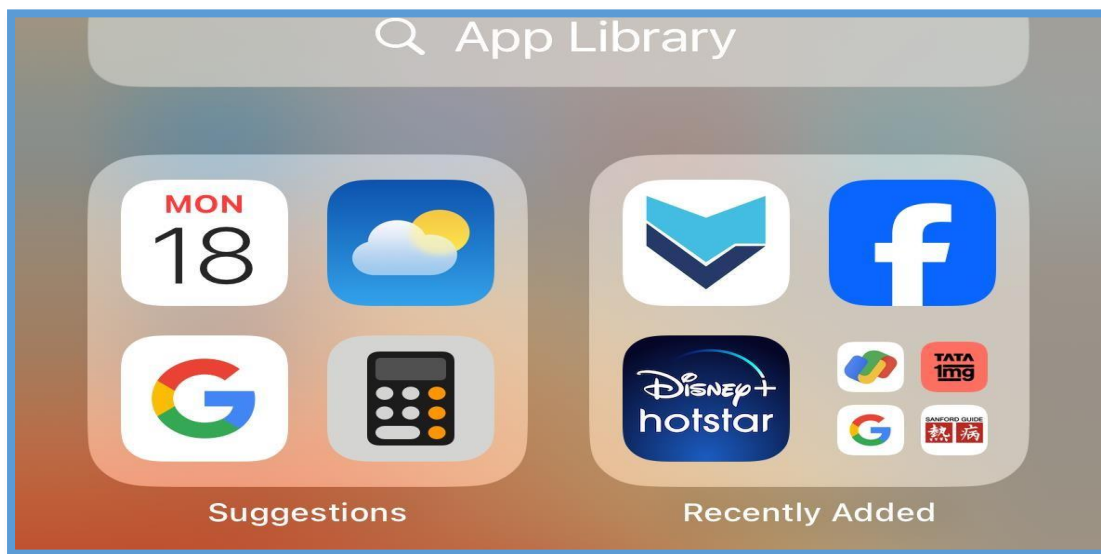 App Library
MON
18
Disney+
hotstar
TATA
1mg
SANFORD GUIDE
熱 病
Suggestions
Recently Added